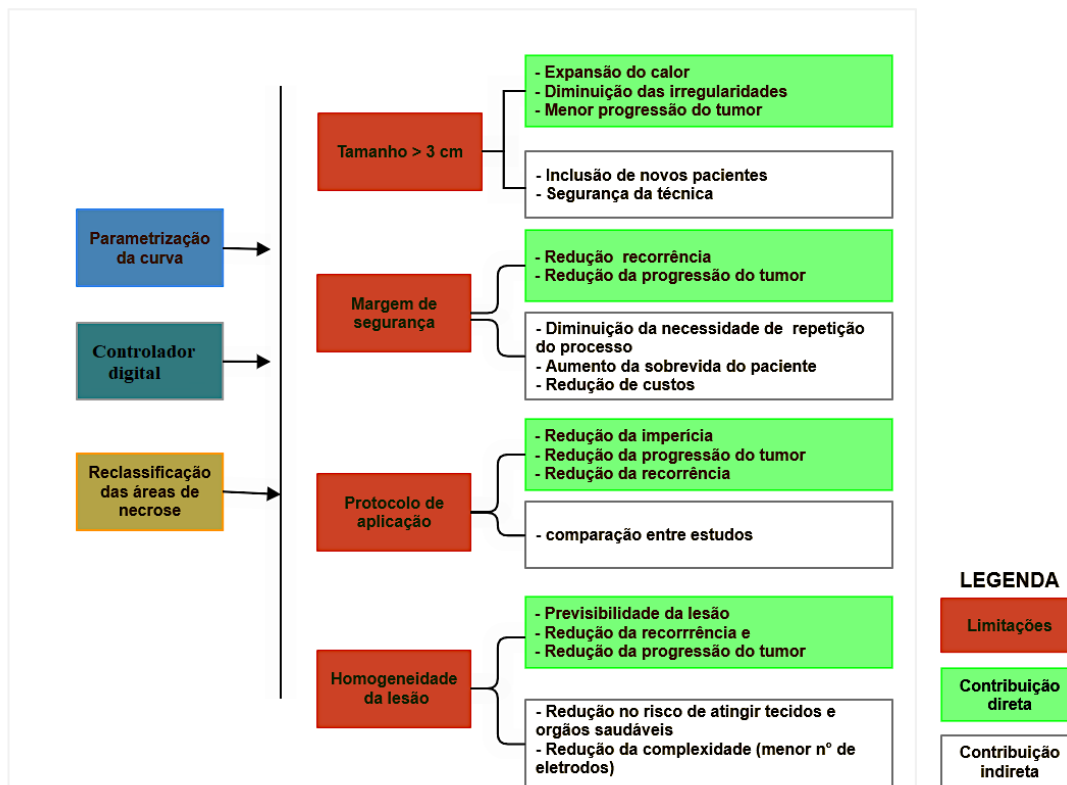 Parametrização
da curva
Controlador
digital
Reclassificação
das áreas de
necrose
Tamanho > 3 cm
- Expansão do calor
- Diminuição das irregularidades
- Menor progressão do tumor
- Inclusão de novos pacientes
- Segurança da técnica
Margem de
segurança
- Redução recorrência
- Redução da progressão do tumor
- Diminuição da necessidade de repetição
do processo
- Aumento da sobrevida do paciente
- Redução de custos
Protocolo de
aplicação
- Redução da imperícia
- Redução da progressão do tumor
- Redução da recorrência
- comparação entre estudos
Homogeneidade
da lesão
- Previsibilidade da lesão
- Redução da recorrrência e
- Redução da progressão do tumor
- Redução no risco de atingir tecidos e
orgãos saudáveis
- Redução da complexidade (menor n° de
eletrodos)
LEGENDA
Limitações
Contribuição
direta
Contribuição
indireta